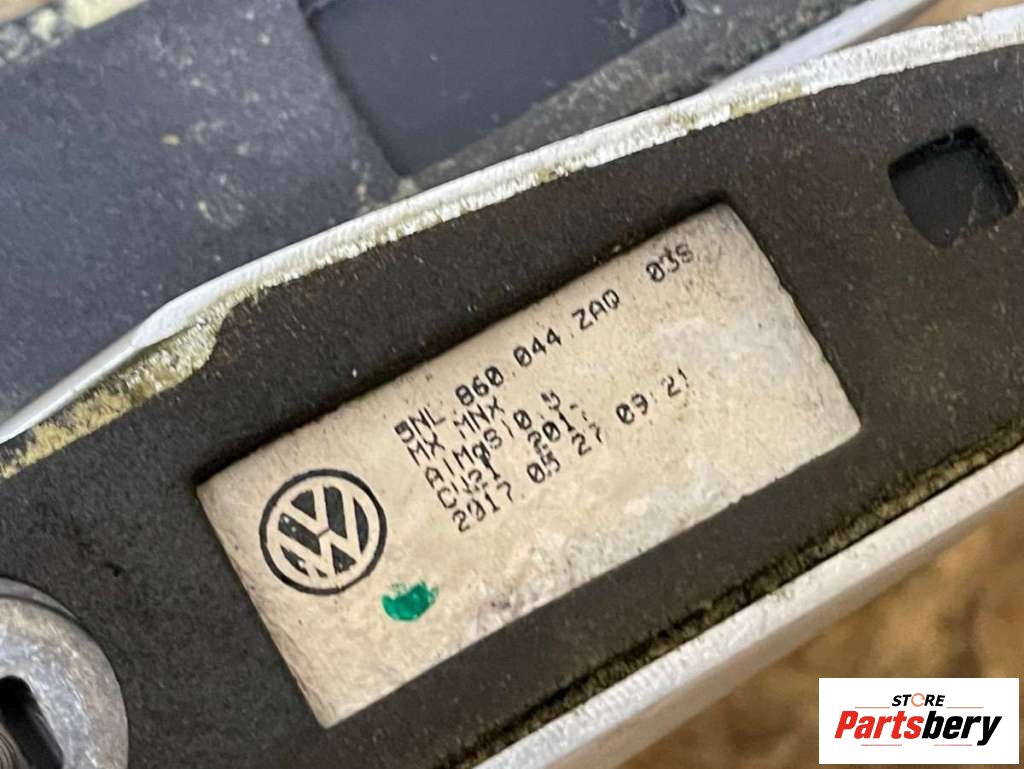 5NL.860.044.ZAQ 03S
MX MNX
2017.05.27 09:21
STORE
Partsbery